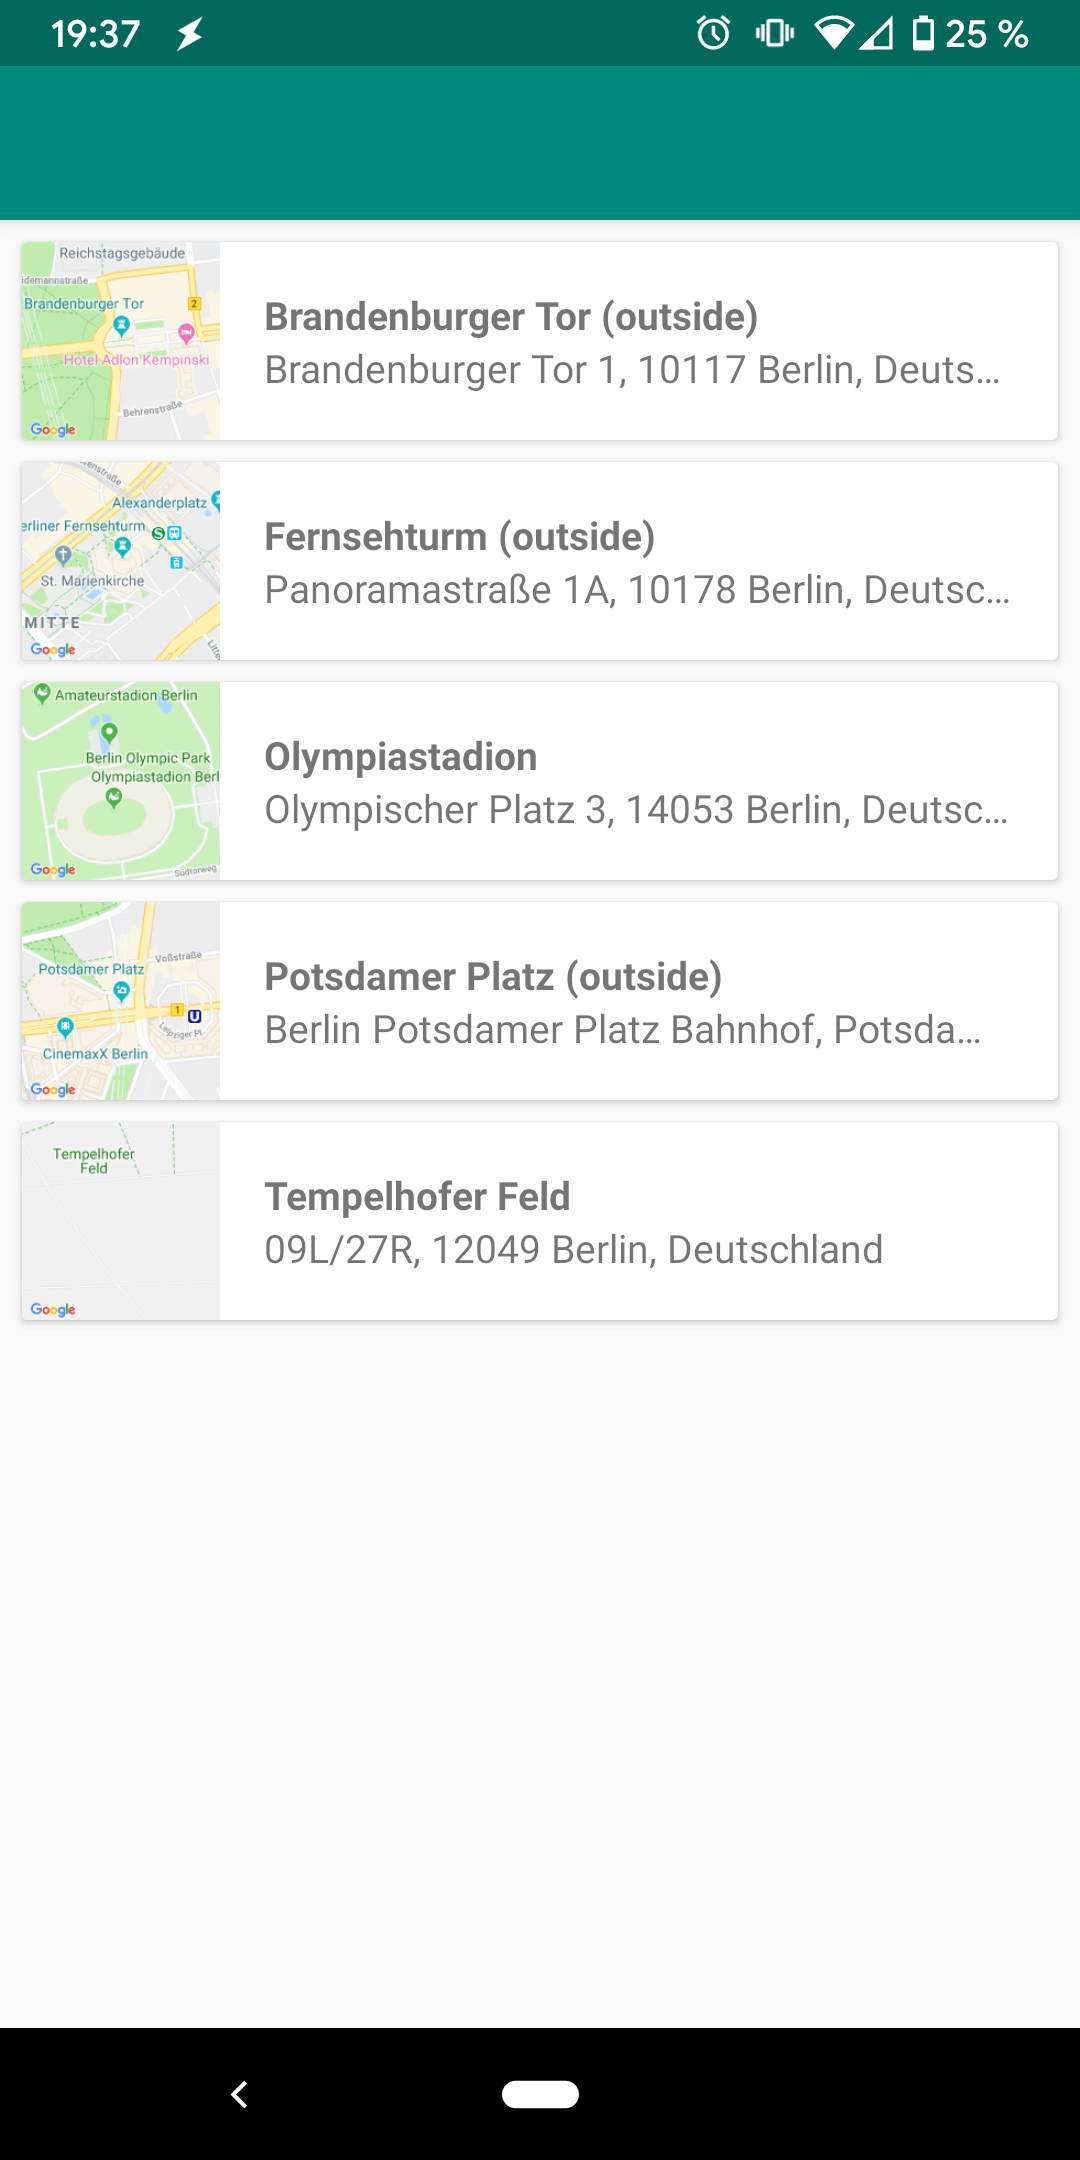 19:37
25 %
Reichstagsgebäude
idemannstraße
Brandenburger Tor
2
Hotel Adlon Kempinski
Behrenstraße
Google
Brandenburger Tor (outside)
Brandenburger Tor 1, 10117 Berlin, Deuts…
enstraße
Alexanderplatz
erliner Fernsehturm
S
St. Marienkirche
MITTE
Litte
Google
Fernsehturm (outside)
Panoramastraße 1A, 10178 Berlin, Deutsc…
Amateurstadion Berlin
Berlin Olympic Park
Olympiastadion Berl
Südtorweg
Google
Olympiastadion
Olympischer Platz 3, 14053 Berlin, Deutsc…
Voßstraße
Potsdamer Platz
1
U
Leipziger Pl.
CinemaxX Berlin
Google
Potsdamer Platz (outside)
Berlin Potsdamer Platz Bahnhof, Potsda…
Tempelhofer
Feld
Google
Tempelhofer Feld
09L/27R, 12049 Berlin, Deutschland